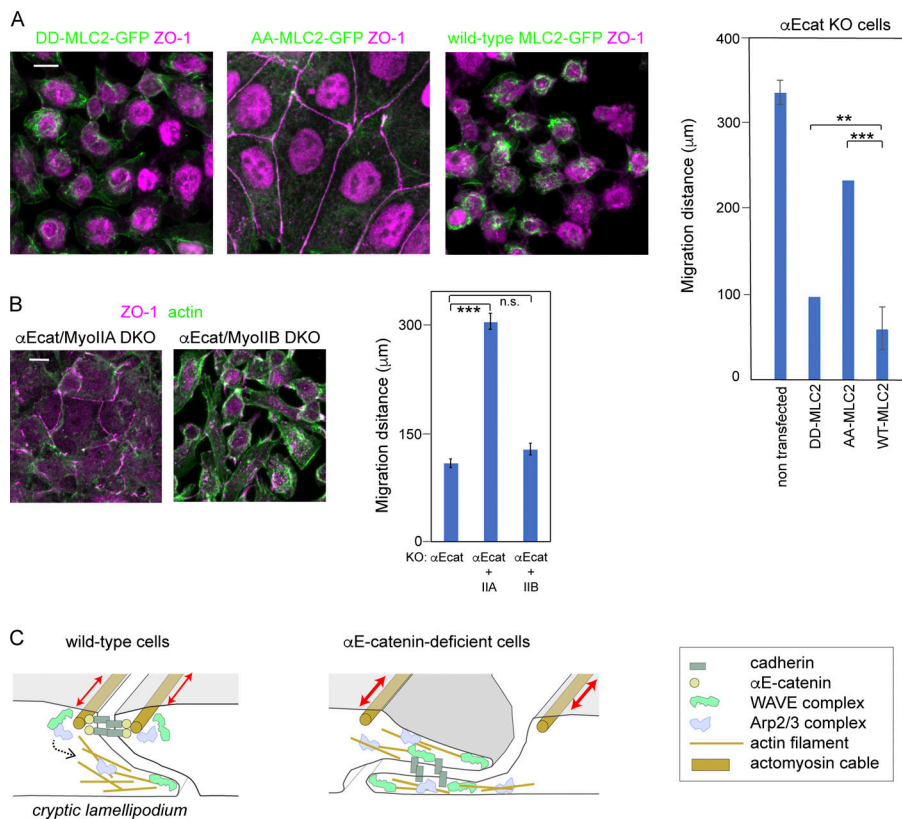 A
DD-MLC2-GFP ZO-1
AA-MLC2-GFP ZO-1
wild-type MLC2-GFP ZO-1
αEcat KO cells
Migration distance (μm)
400
300
200
100
0
**
***
non transfected
DD-MLC2
AA-MLC2
WT-MLC2
B
ZO-1 actin
αEcat/MyoIIA DKO
αEcat/MyoIIB DKO
Migration dsitance (μm)
300
150
0
n.s.
***
KO: αEcat
αEcat
+
IIA
αEcat
+
IIB
C
wild-type cells
αE-catenin-deficient cells
cryptic lamellipodium
cadherin
αE-catenin
WAVE complex
Arp2/3 complex
actin filament
actomyosin cable